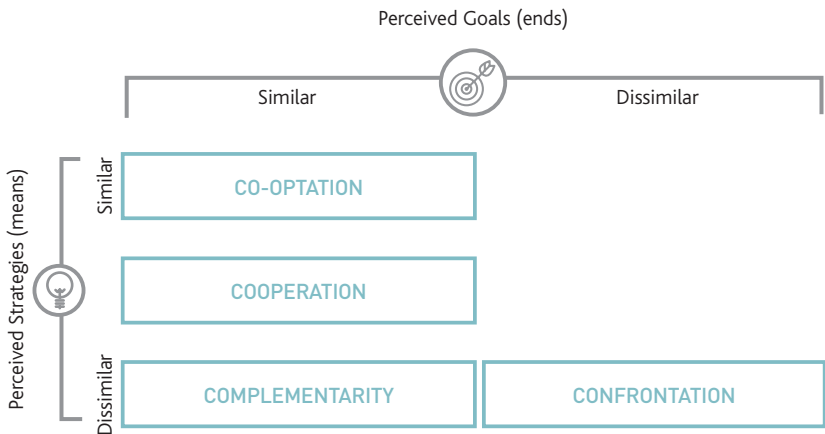 Perceived Goals (ends)
Similar
Dissimilar
Perceived Strategies (means)
Similar
CO-OPTATION
COOPERATION
Dissimilar
COMPLEMENTARITY
CONFRONTATION